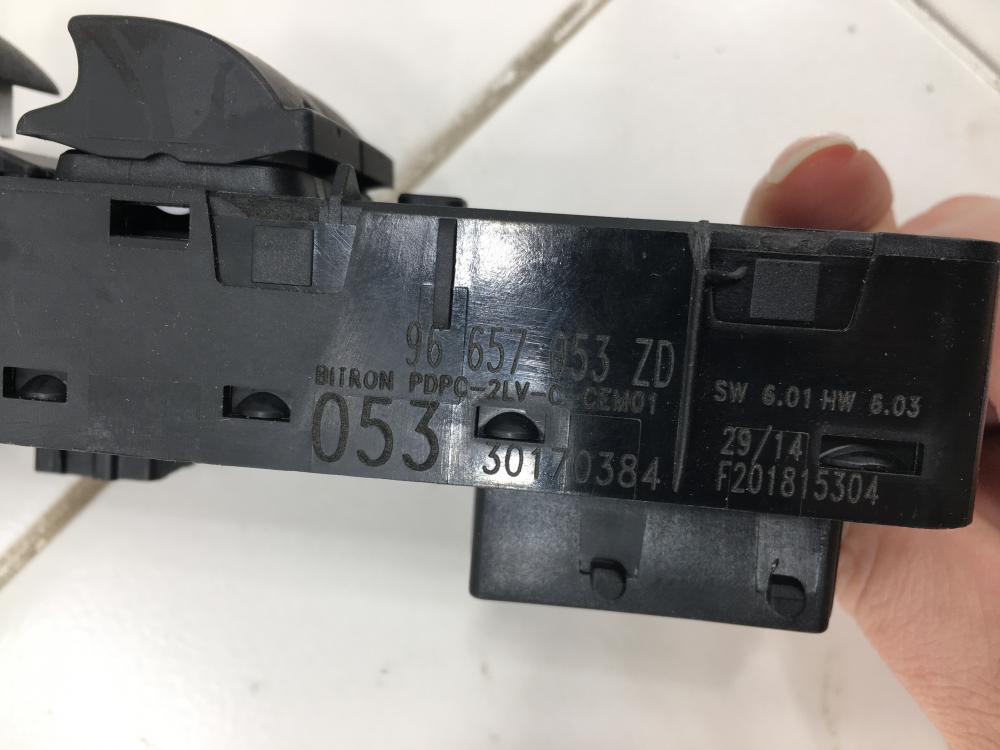 96 657 053 ZD
BITRON PDPC-2LV-C-CEM01
053
30170384
SW 6.01 HW 6.03
29/14
F201815304